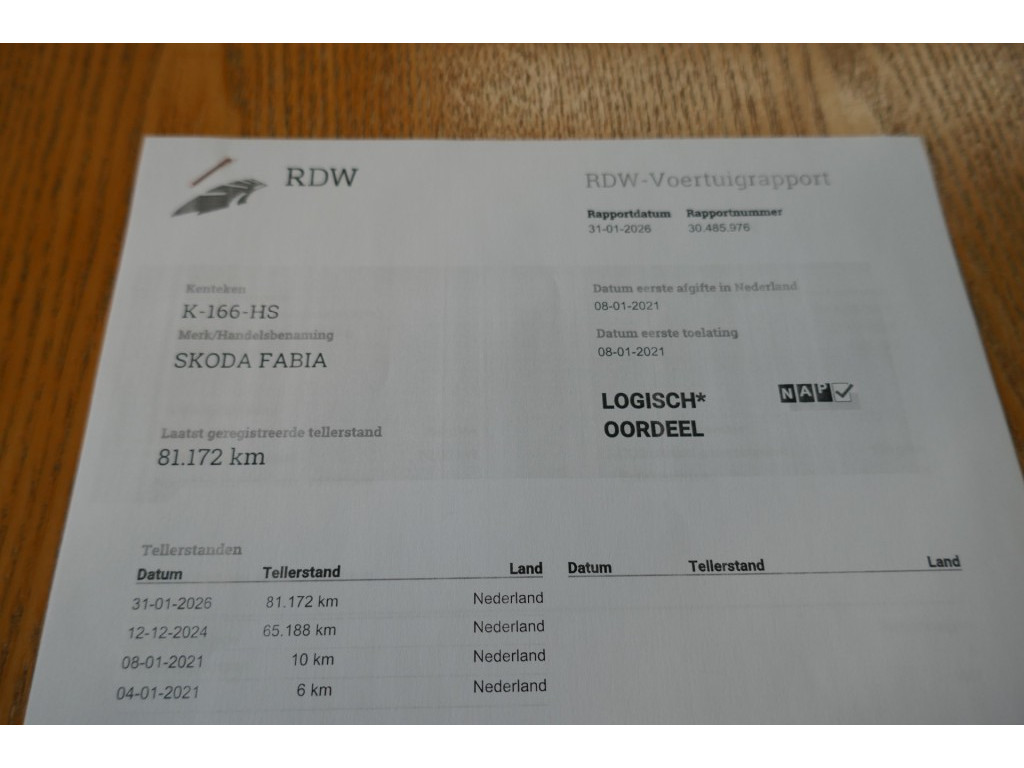 RDW
RDW-Voertuigrapport
Rapportdatum Rapportnummer
31-01-2026 30.485.976
Kenteken
K-166-HS
Merk/Handelsbenaming
SKODA FABIA
Laatst geregistreerde tellerstand
81.172 km
Datum eerste afgifte in Nederland
08-01-2021
Datum eerste toelating
08-01-2021
LOGISCH*
OORDEEL
NAP
Tellerstanden
Datum Tellerstand Land Datum Tellerstand Land
31-01-2026 81.172 km Nederland
12-12-2024 65.188 km Nederland
08-01-2021 10 km Nederland
04-01-2021 6 km Nederland